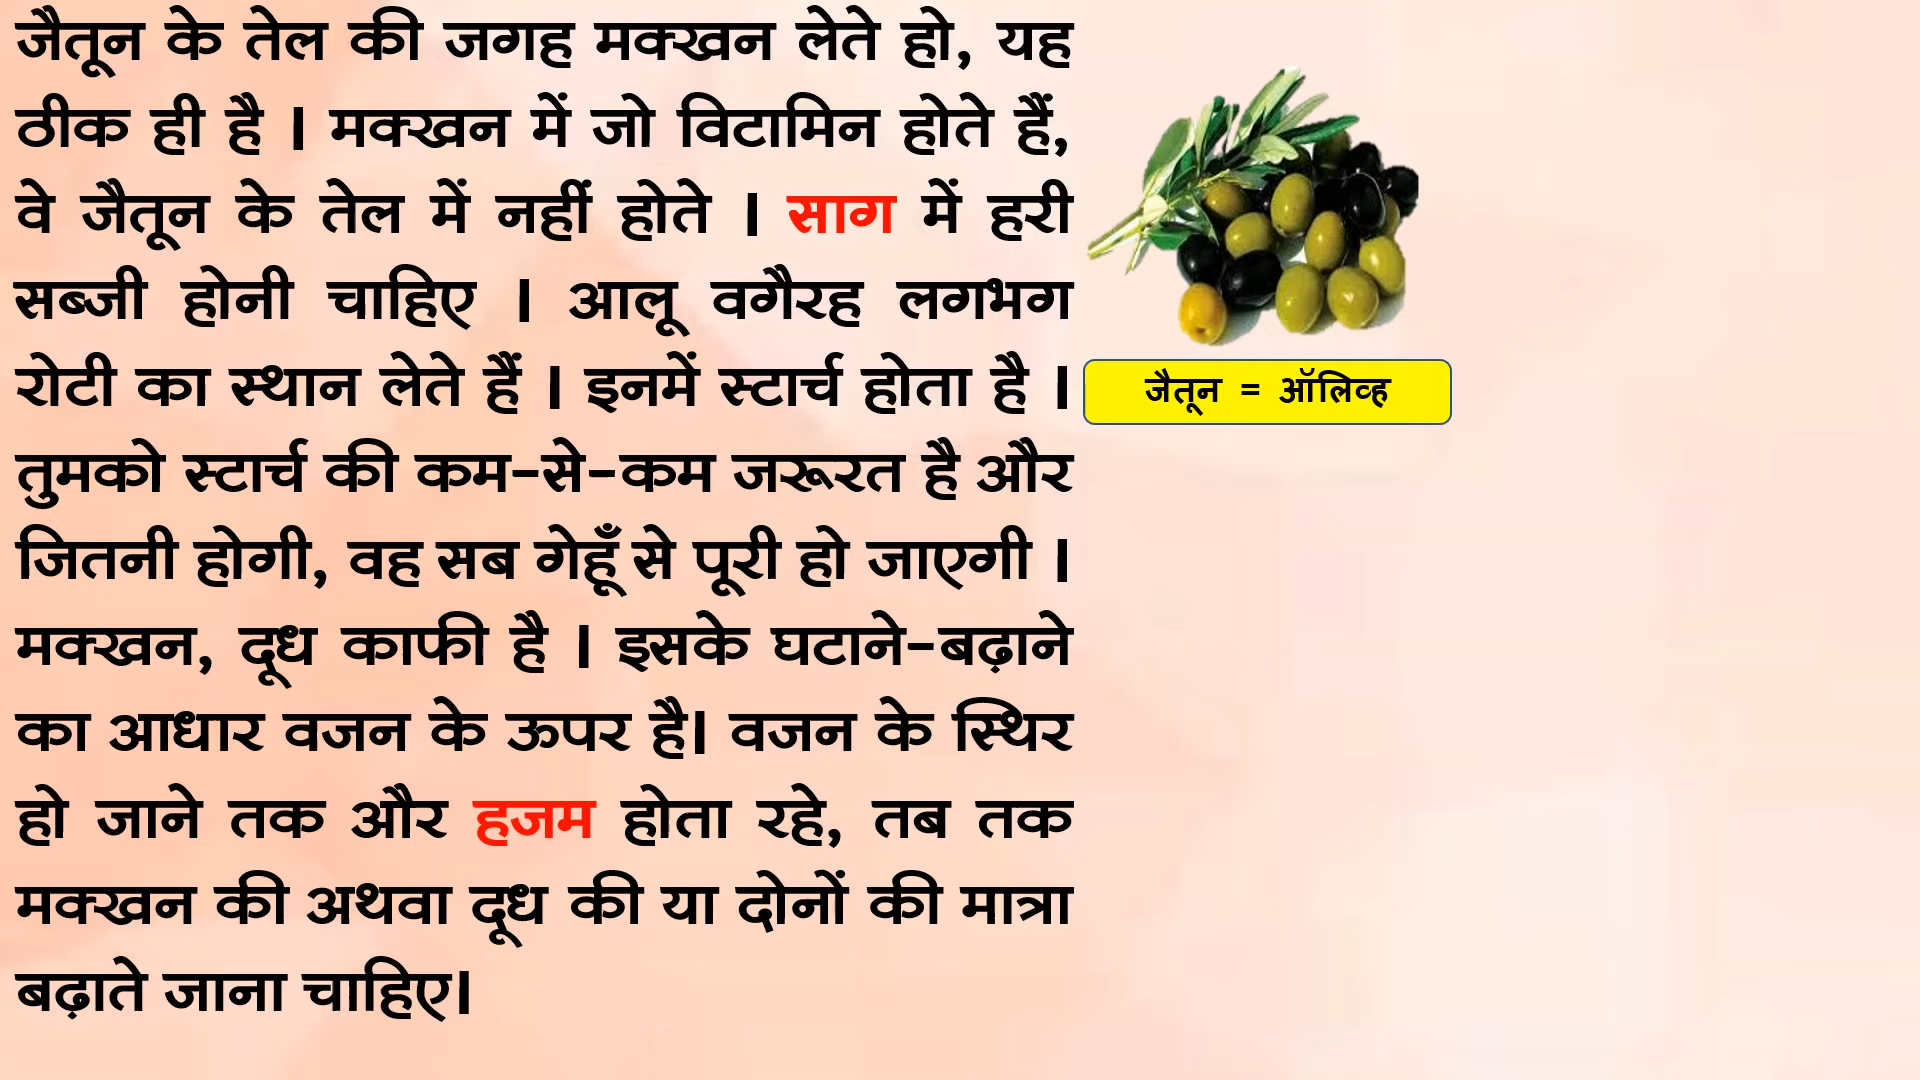 जैतून के तेल की जगह मक्खन लेते हो, यह
ठीक ही है । मक्खन में जो विटामिन होते हैं,
वे जैतून के तेल में नहीं होते । साग में हरी
सब्जी होनी चाहिए । आलू वगैरह लगभग
रोटी का स्थान लेते हैं । इनमें स्टार्च होता है ।
तुमको स्टार्च की कम-से-कम जरूरत है और
जितनी होगी, वह सब गेहूँ से पूरी हो जाएगी ।
मक्खन, दूध काफी है । इसके घटाने-बढ़ाने
का आधार वजन के ऊपर है। वजन के स्थिर
हो जाने तक और हजम होता रहे, तब तक
मक्खन की अथवा दूध की या दोनों की मात्रा
बढ़ाते जाना चाहिए।
जैतून = ऑलिव्ह